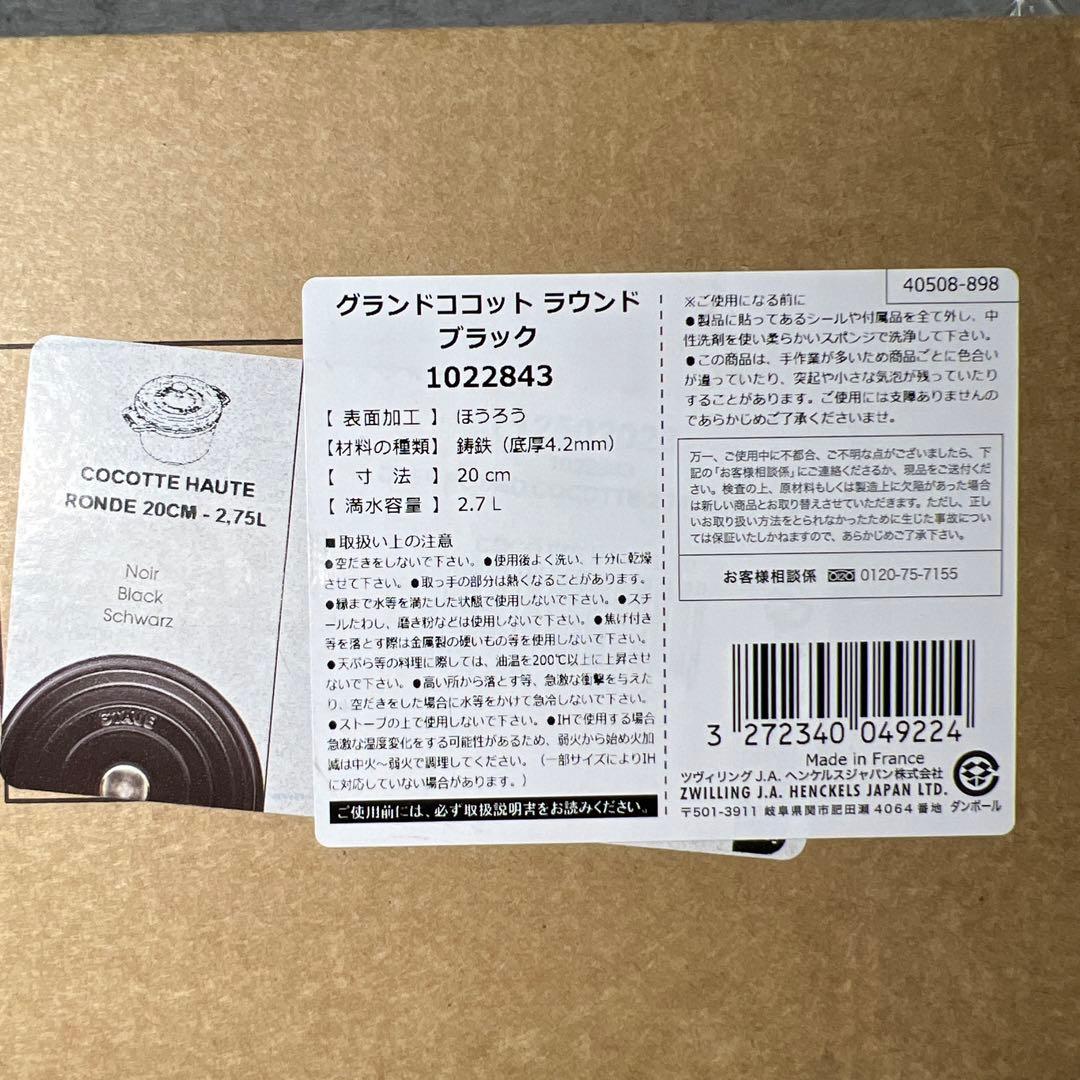 COCOTTE HAUTE
RONDE 20CM - 2,75L
Noir
Black
Schwarz
STAUB
グランドココット ラウンド
ブラック
1022843
【 表面加工 】 ほうろう
【材料の種類】 鋳鉄（底厚4.2mm）
【 寸 法 】 20 cm
【 満水容量 】 2.7 L
■取扱い上の注意
●空だきをしないで下さい。●使用後よく洗い、十分に乾燥
させて下さい。●取っ手の部分は熱くなることがあります。
●縁まで水等を満たした状態で使用しないで下さい。●スチ
ールたわし、磨き粉などは使用しないで下さい。●焦げ付き
等を落とす際は金属製の硬いもの等を使用しないで下さい。
●天ぷら等の料理に際しては、油温を200℃以上に上昇させ
ないで下さい。●高い所から落とす等、急激な衝撃を与えた
り、空だきをした場合に水等をかけて急冷しないで下さい。
●ストーブの上で使用しないで下さい。●IHで使用する場合
急激な温度変化をする可能性があるため、弱火から始め火加
減は中火～弱火で調理してください。（一部サイズによりIH
に対応していない場合があります。）
ご使用前には、必ず取扱説明書をお読みください。
40508-898
※ご使用になる前に
●製品に貼ってあるシールや付属品を全て外し、中
性洗剤を使い柔らかいスポンジで洗浄して下さい。
●この商品は、手作業が多いため商品ごとに色合い
が違っていたり、突起や小さな気泡が残っていたり
することがあります。ご使用には支障ありませんの
であらかじめご了承くださいませ。
万一、ご使用中に不都合、ご不明な点がございましたら、下
記の「お客様相談係」にご連絡くださるか、現品をご送付くだ
さい。検査の上、原材料もしくは製造上に欠陥があった場合
は新しい商品とお取り替えさせていただきます。ただし、正し
いお取り扱い方法をとられなかったために生じた事故につい
ては保証いたしかねますので、あらかじめご了承下さい。
お客様相談係 0120-75-7155
3 272340 049224
Made in France
ツヴィリング J.A. ヘンケルスジャパン株式会社
ZWILLING J.A. HENCKELS JAPAN LTD.
〒501-3911 岐阜県関市肥田瀬 4064 番地
ダンボール